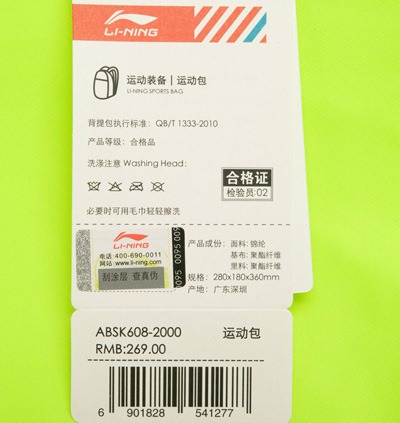 LI-NING
运动装备 | 运动包
LI-NING SPORTS BAG
背提包执行标准: QB/T 1333-2010
产品等级: 合格品
洗涤注意 Washing Head:
合格证
检验员:02
必要时可用毛巾轻轻擦洗
LI-NING
电话:400-690-0011
网站:www.li-ning.com
刮涂层 查真伪
0095 0095 009
产品成份: 面料: 锦纶
基布: 聚酯纤维
里料: 聚酯纤维
规格: 280x180x360mm
产地: 广东深圳
ABSK608-2000 运动包
RMB:269.00
6 901828 541277